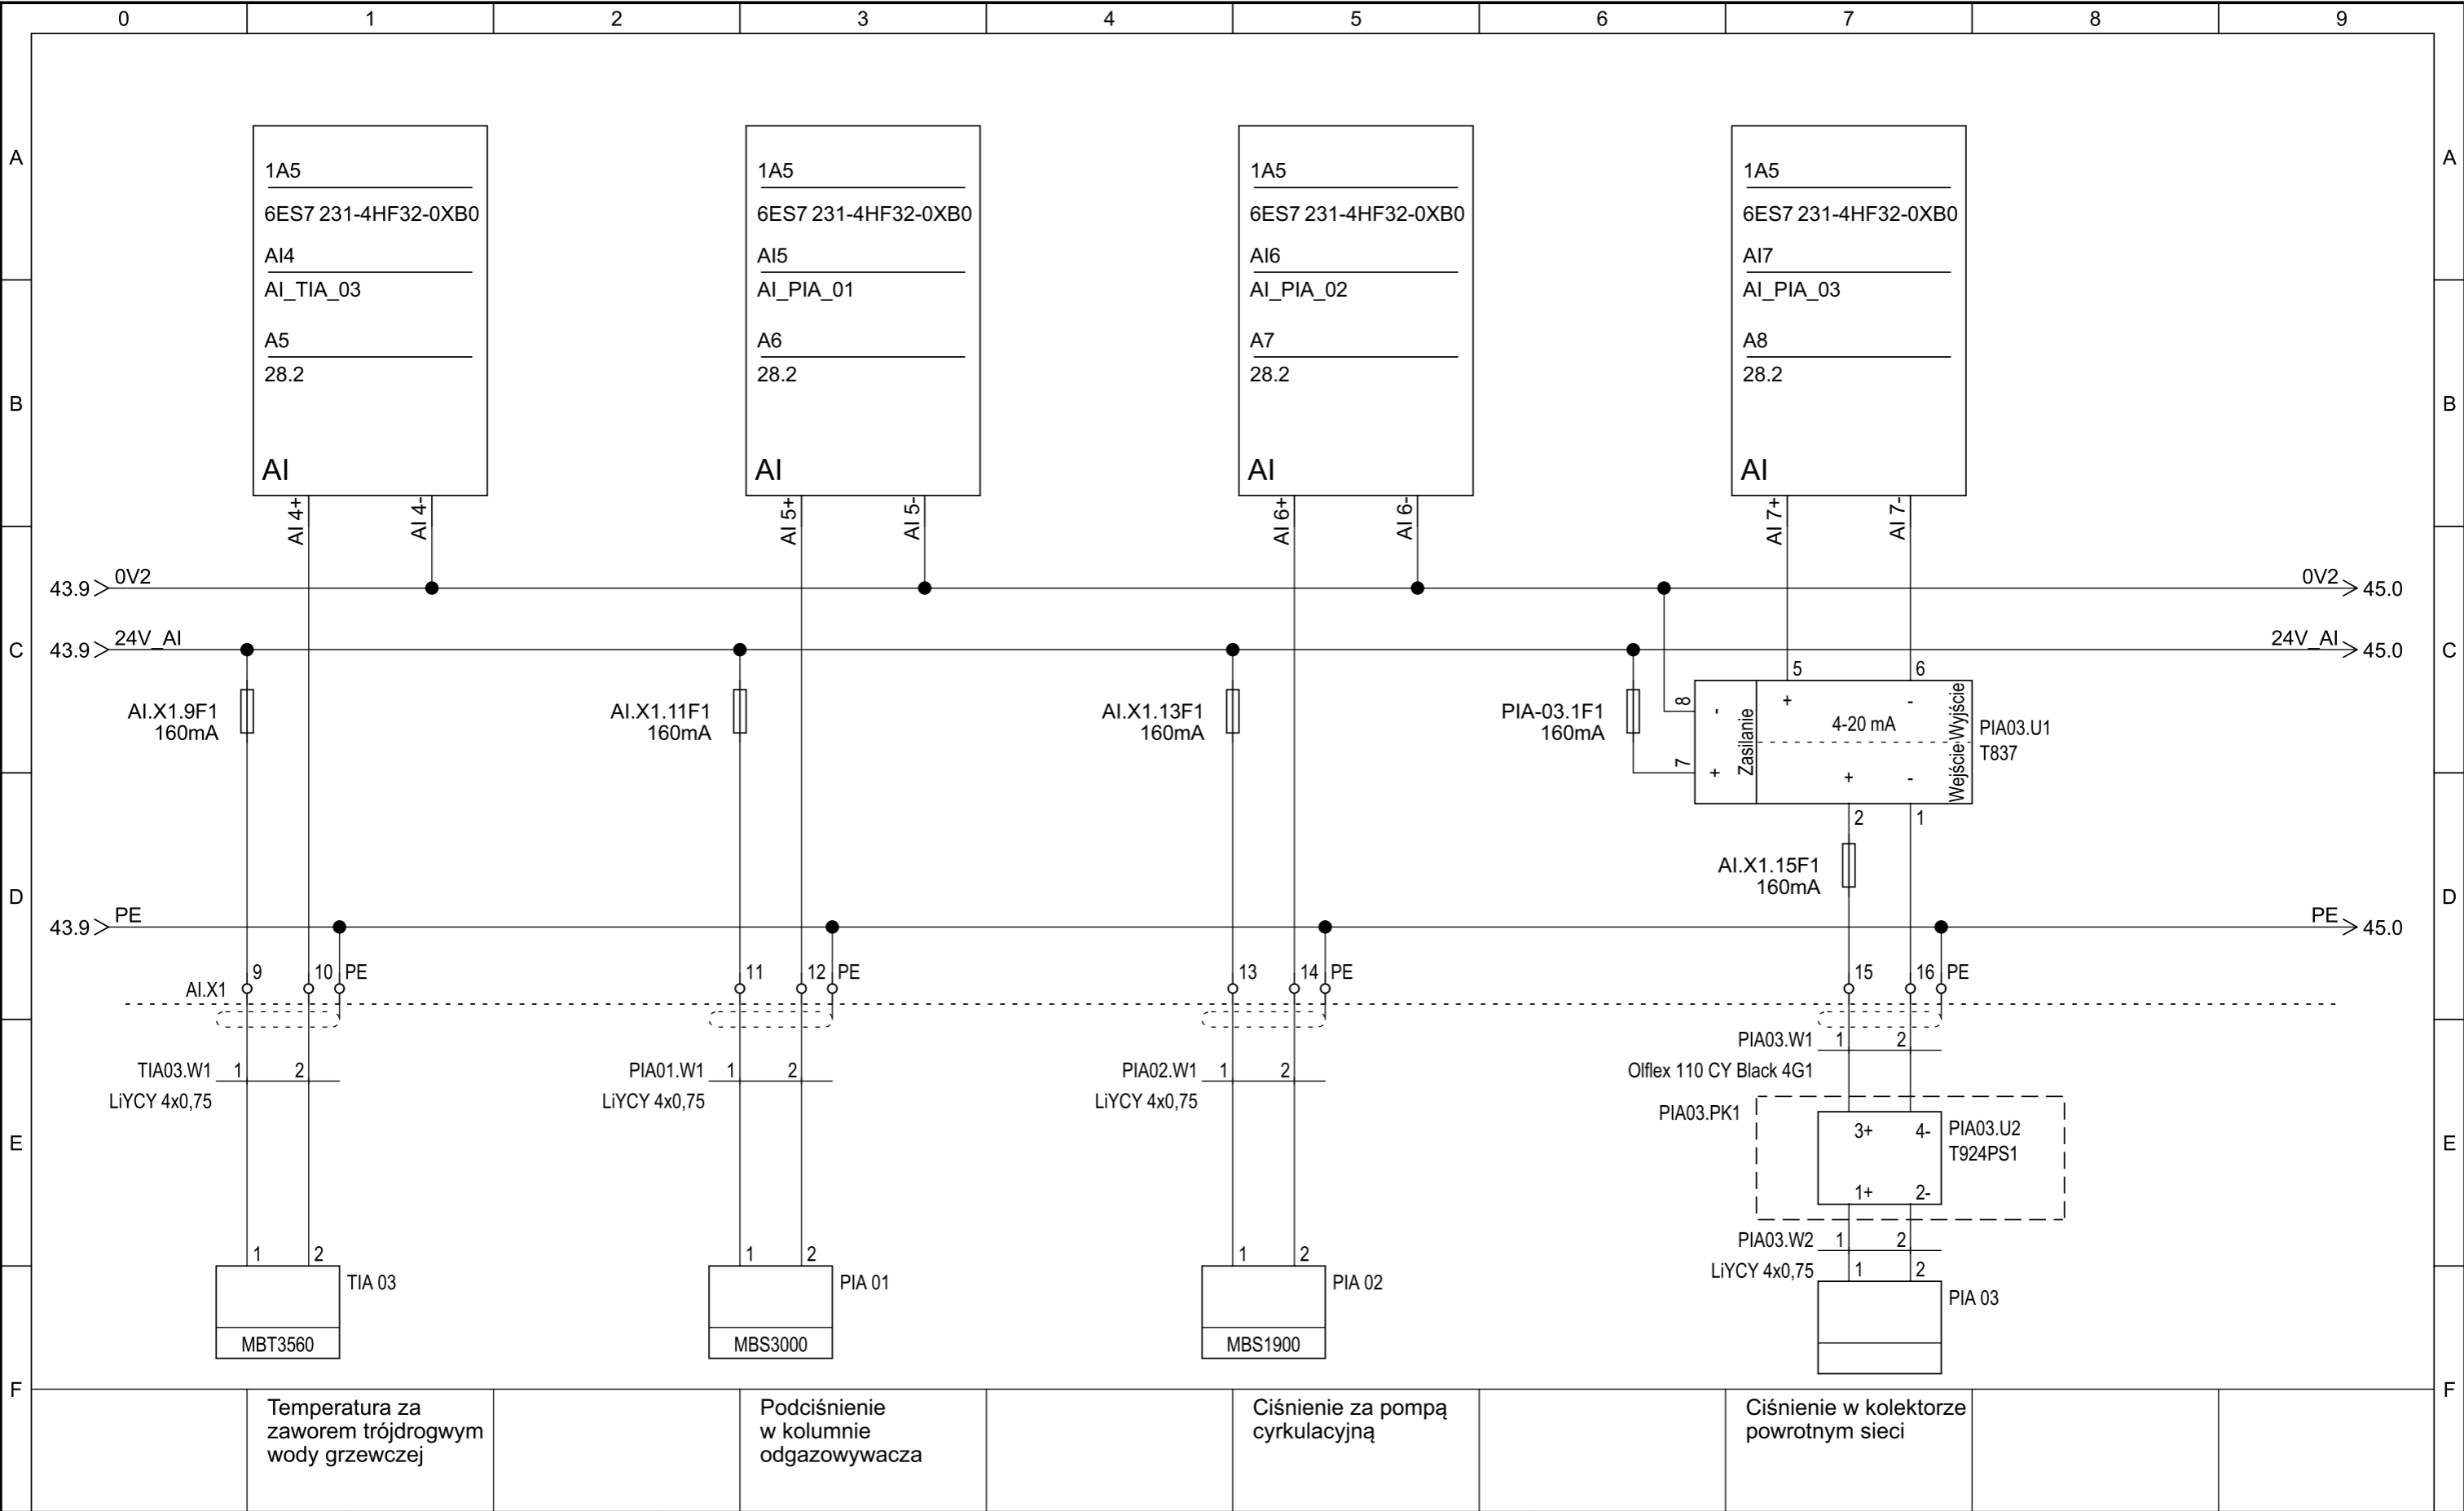 0 1 2 3 4 5 6 7 8 9
A A
1A5 1A5 1A5 1A5
6ES7 231-4HF32-0XB0 6ES7 231-4HF32-0XB0 6ES7 231-4HF32-0XB0 6ES7 231-4HF32-0XB0
AI4 AI5 AI6 AI7
AI_TIA_03 AI_PIA_01 AI_PIA_02 AI_PIA_03
A5 A6 A7 A8
28.2 28.2 28.2 28.2
B B
AI AI AI AI
AI 4+ AI 4- AI 5+ AI 5- AI 6+ AI 6- AI 7+ AI 7-
43.9 0V2 0V2 45.0
43.9 24V_AI 24V_AI 45.0
C C
5 6
AI.X1.9F1 AI.X1.11F1 AI.X1.13F1 PIA-03.1F1
160mA 160mA 160mA 160mA
8 - + - Wyjście
Zasilanie 4-20 mA PIA03.U1
T837
7 + + - Wejście
2 1
AI.X1.15F1
160mA
D D
43.9 PE PE 45.0
9 10 PE 11 12 PE 13 14 PE 15 16 PE
AI.X1
PIA03.W1 1 2
TIA03.W1 1 2 PIA01.W1 1 2 PIA02.W1 1 2 Olflex 110 CY Black 4G1
LiYCY 4x0,75 LiYCY 4x0,75 LiYCY 4x0,75 PIA03.PK1
E E
3+ 4- PIA03.U2
T924PS1
1+ 2-
PIA03.W2 1 2
1 2 1 2 1 2
LiYCY 4x0,75 1 2
TIA 03 PIA 01 PIA 02 PIA 03
MBT3560 MBS3000 MBS1900
F F
Temperatura za
zaworem trójdrogwym
wody grzewczej
Podciśnienie
w kolumnie
odgazowywacza
Ciśnienie za pompą
cyrkulacyjną
Ciśnienie w kolektorze
powrotnym sieci